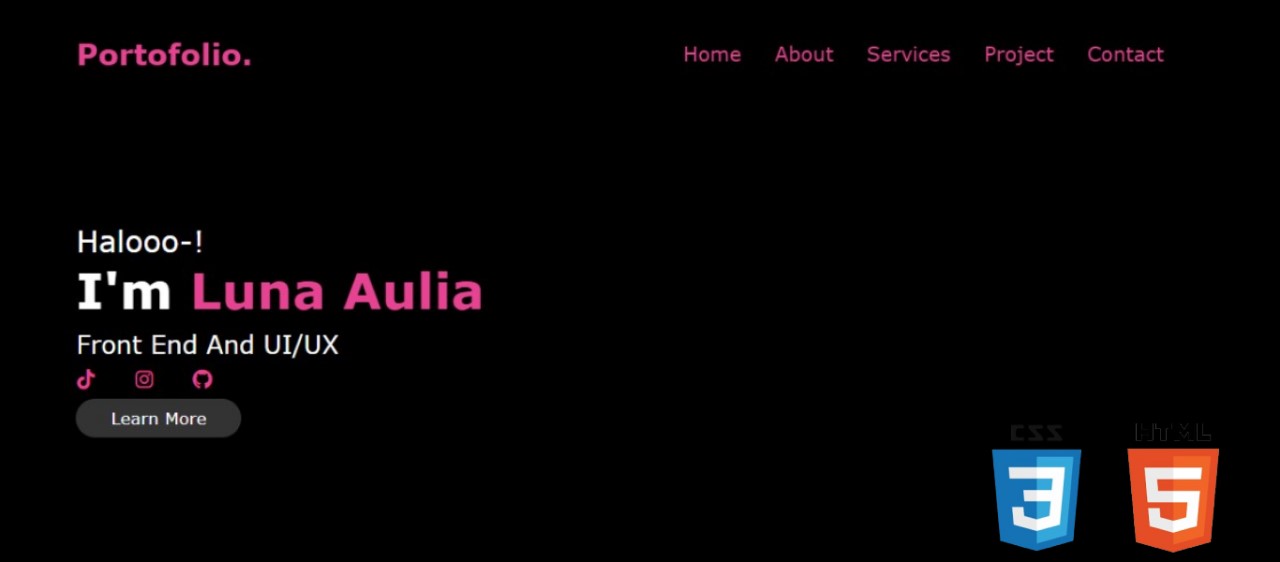 Portofolio.
Home About Services Project Contact
Halooo-!
I'm Luna Aulia
Front End And UI/UX
Learn More
CSS HTML
3 5